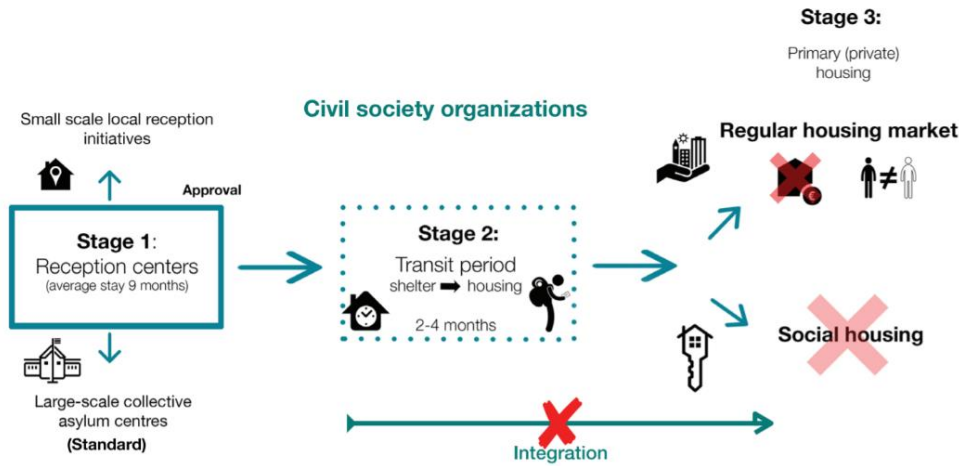 Stage 3:
Primary (private)
housing
Civil society organizations
Small scale local reception
initiatives
Regular housing market
Approval
Stage 1:
Reception centers
(average stay 9 months)
Stage 2:
Transit period
shelter ➡ housing
2-4 months
≠
€
Social housing
Large-scale collective
asylum centres
(Standard)
Integration